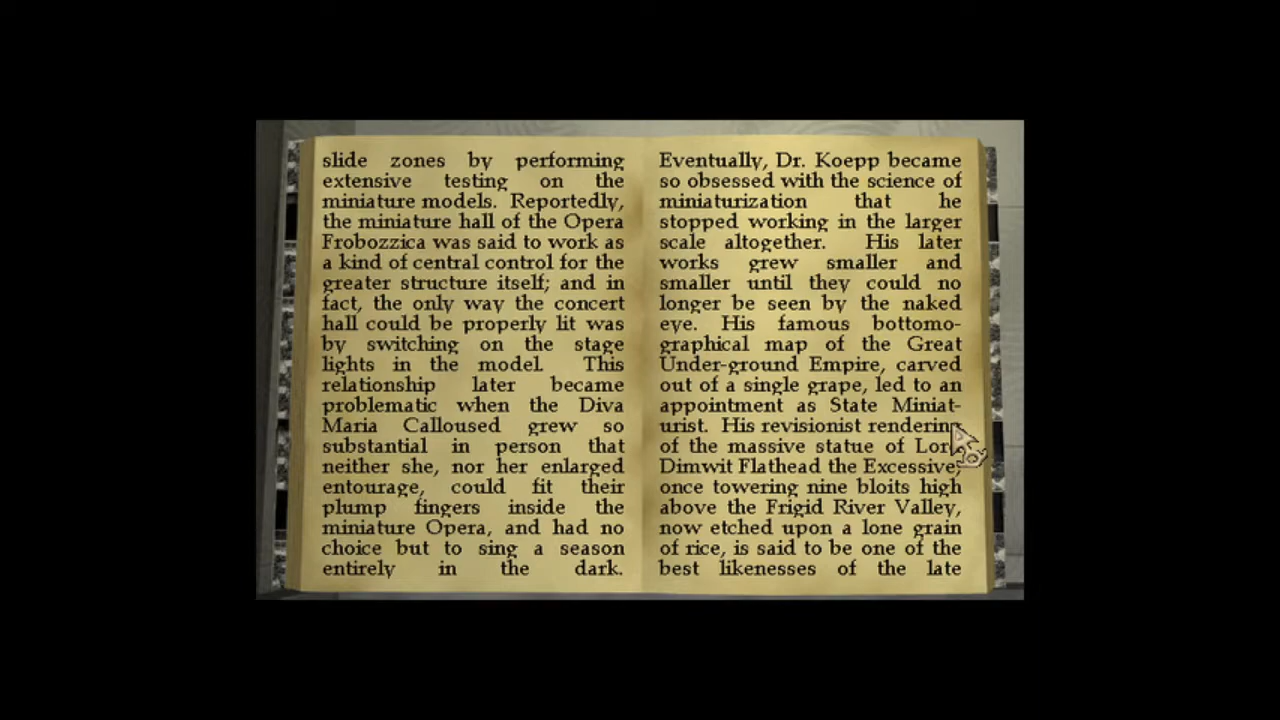 slide zones by performing
extensive testing on the
miniature models. Reportedly,
the miniature hall of the Opera
Frobozzica was said to work as
a kind of central control for the
greater structure itself; and in
fact, the only way the concert
hall could be properly lit was
by switching on the stage
lights in the model. This
relationship later became
problematic when the Diva
Maria Calloused grew so
substantial in person that
neither she, nor her enlarged
entourage, could fit their
plump fingers inside the
miniature Opera, and had no
choice but to sing a season
entirely in the dark.
Eventually, Dr. Koepp became
so obsessed with the science of
miniaturization that he
stopped working in the larger
scale altogether. His later
works grew smaller and
smaller until they could no
longer be seen by the naked
eye. His famous bottomo-
graphical map of the Great
Under-ground Empire, carved
out of a single grape, led to an
appointment as State Miniat-
urist. His revisionist rendering
of the massive statue of Lord
Dimwit Flathead the Excessive,
once towering nine bloits high
above the Frigid River Valley,
now etched upon a lone grain
of rice, is said to be one of the
best likenesses of the late